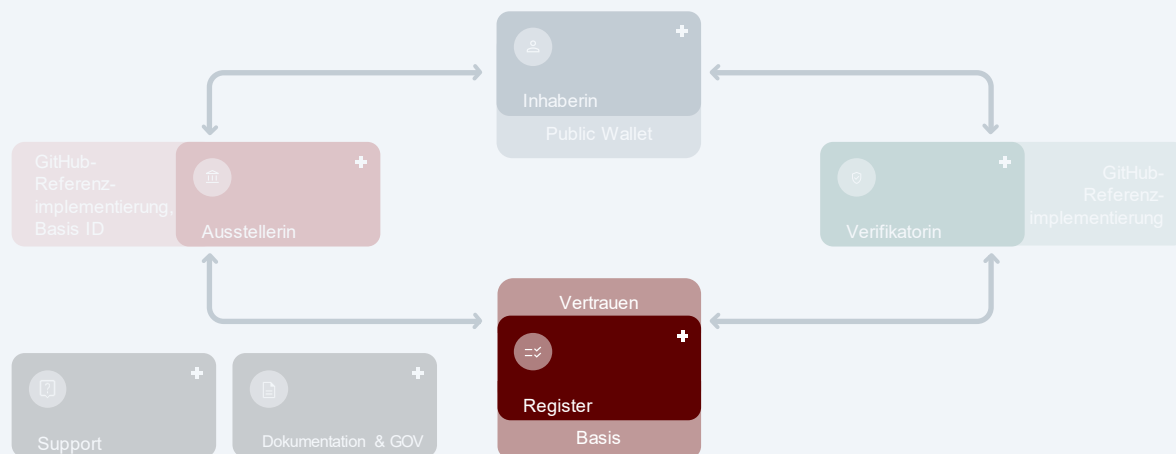 Inhaberin
Public Wallet
GitHub-
Referenz-
implementierung,
Basis ID
Ausstellerin
Verifikatorin
GitHub-
Referenz-
implementierung
Vertrauen
Register
Basis
Support
Dokumentation & GOV